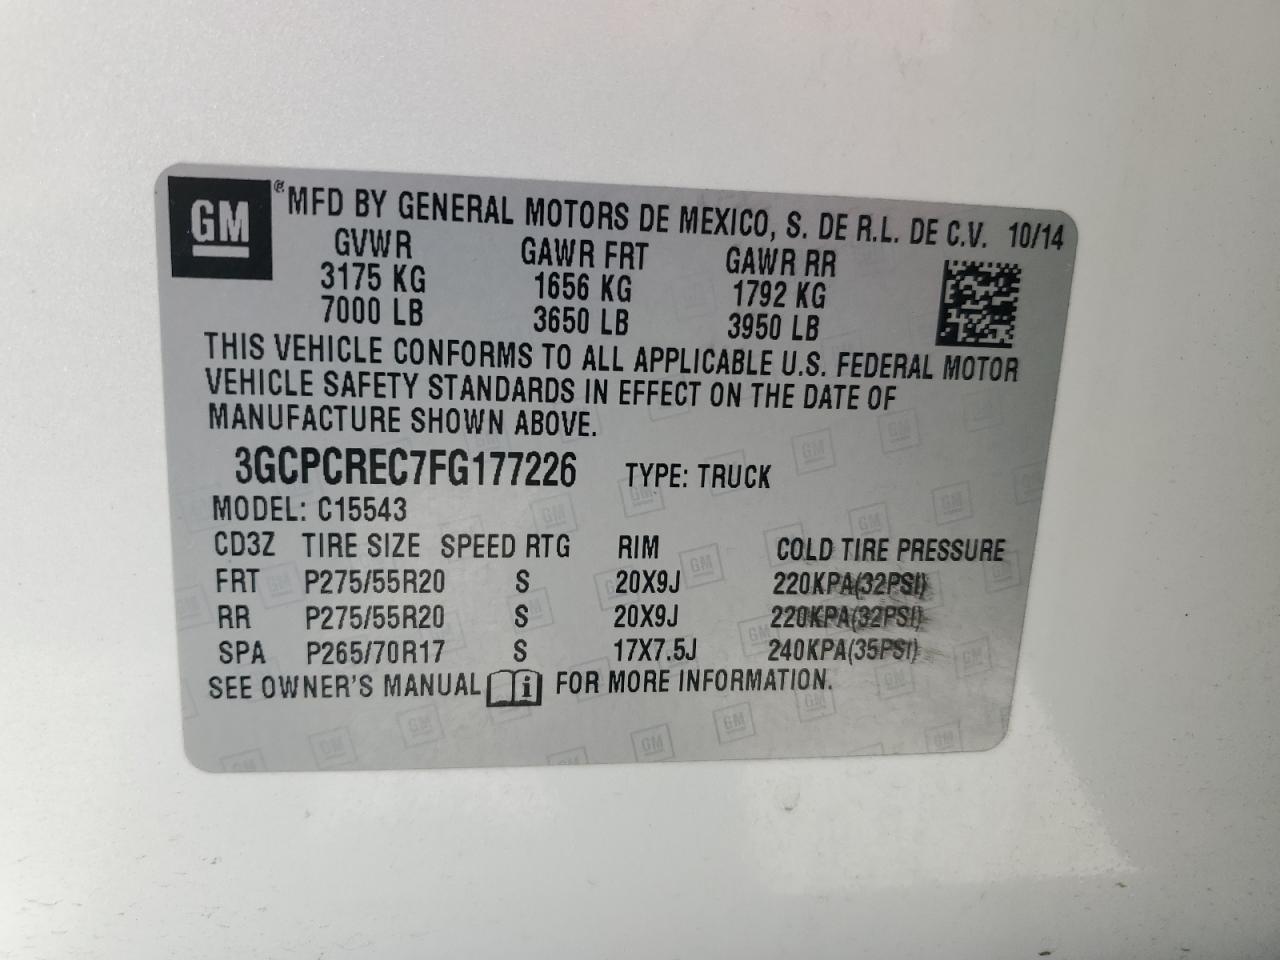 GM ® MFD BY GENERAL MOTORS DE MEXICO, S. DE R.L. DE C.V. 10/14
GVWR GAWR FRT GAWR RR
3175 KG 1656 KG 1792 KG
7000 LB 3650 LB 3950 LB
THIS VEHICLE CONFORMS TO ALL APPLICABLE U.S. FEDERAL MOTOR
VEHICLE SAFETY STANDARDS IN EFFECT ON THE DATE OF
MANUFACTURE SHOWN ABOVE.
3GCPCREC7FG177226 TYPE: TRUCK
MODEL: C15543
CD3Z TIRE SIZE SPEED RTG RIM COLD TIRE PRESSURE
FRT P275/55R20 S 20X9J 220KPA(32PSI)
RR P275/55R20 S 20X9J 220KPA(32PSI)
SPA P265/70R17 S 17X7.5J 240KPA(35PSI)
SEE OWNER'S MANUAL i FOR MORE INFORMATION.